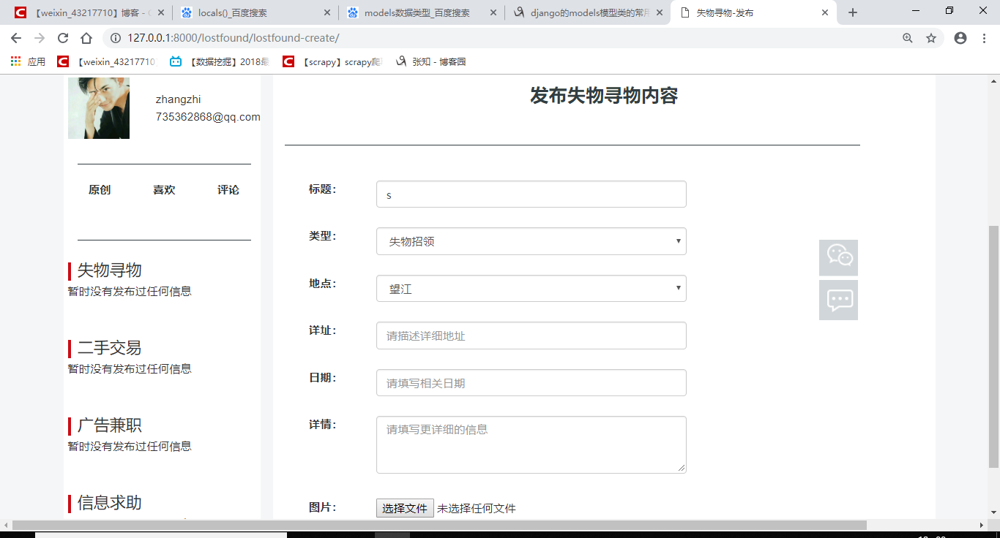 【weixin_43217710】博客 - C
locals()_百度搜索
models数据类型_百度搜索
django的models模型类的常用
失物寻物-发布
127.0.0.1:8000/lostfound/lostfound-create/
应用
【weixin_43217710
【数据挖掘】2018最
【scrapy】scrapy爬
张知 - 博客园
zhangzhi
735362868@qq.com
原创 喜欢 评论
失物寻物
暂时没有发布过任何信息
二手交易
暂时没有发布过任何信息
广告兼职
暂时没有发布过任何信息
信息求助
发布失物寻物内容
标题： s
类型： 失物招领
地点： 望江
详址： 请描述详细地址
日期： 请填写相关日期
详情： 请填写更详细的信息
图片： 选择文件 未选择任何文件